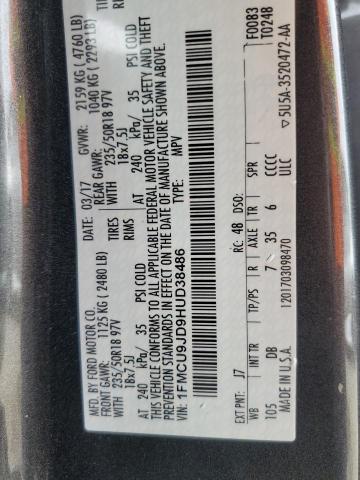 MFD. BY FORD MOTOR CO.
DATE: 03/17 GVWR: 2159 KG ( 4760 LB)
FRONT GAWR: 1125 KG ( 2480 LB) REAR GAWR: 1040 KG ( 2293 LB)
WITH 235/50R18 97V TIRES WITH 235/50R18 97V
18x7.5J RIMS 18x7.5J
AT 240 kPa/ 35 PSI COLD AT 240 kPa/ 35 PSI COLD
THIS VEHICLE CONFORMS TO ALL APPLICABLE FEDERAL MOTOR VEHICLE SAFETY AND THEFT
PREVENTION STANDARDS IN EFFECT ON THE DATE OF MANUFACTURE SHOWN ABOVE.
VIN: 1FMCU9JD9HUD38486 TYPE: MPV
F0083
T0248
EXT PNT: J7 RC: 48 DSO:
WB INT TR TP/PS R AXLE TR SPR
105 DB 7 35 6 CCCC
MADE IN U.S.A. 1201703098470 ULC
5U5A-3520472-AA